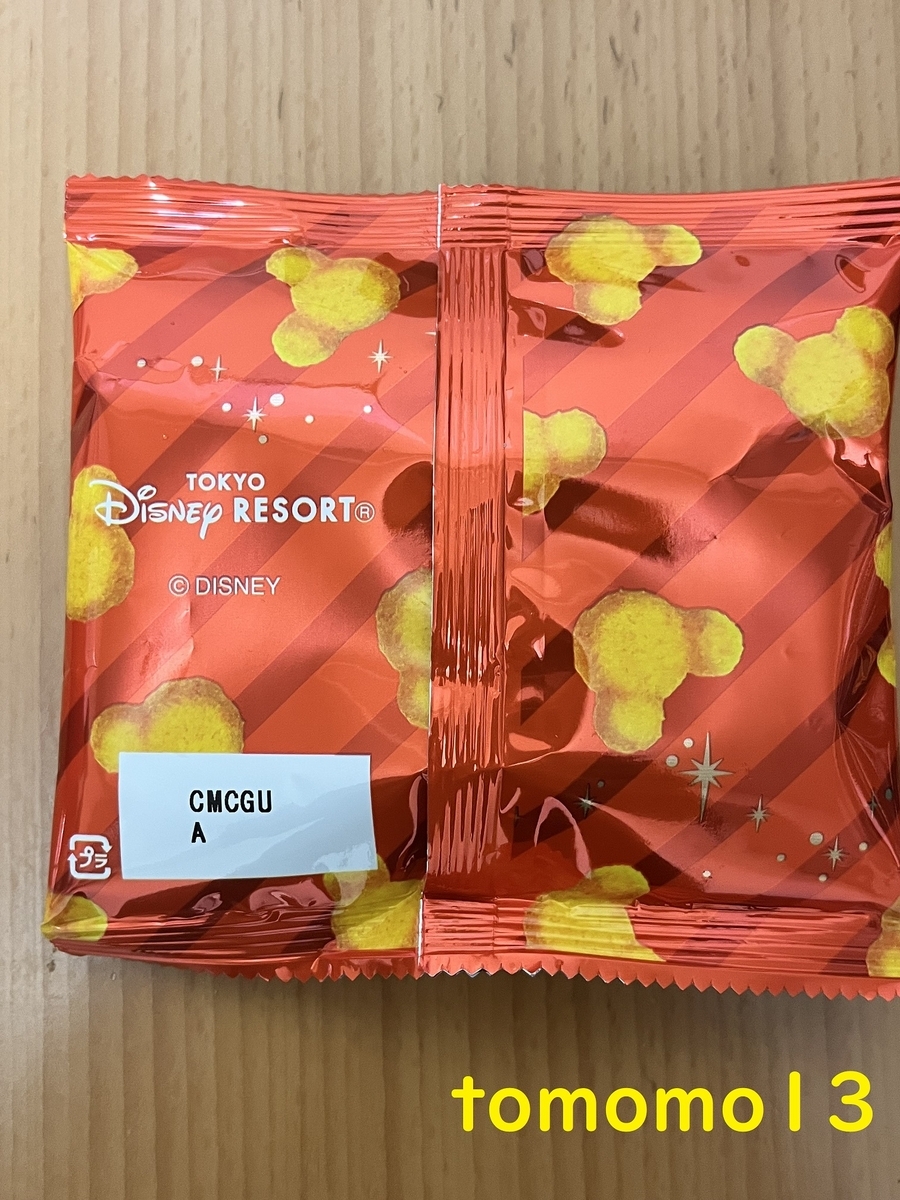 TOKYO
Disney RESORT®
© DISNEY
CMCGU
A
プラ
tomomo13